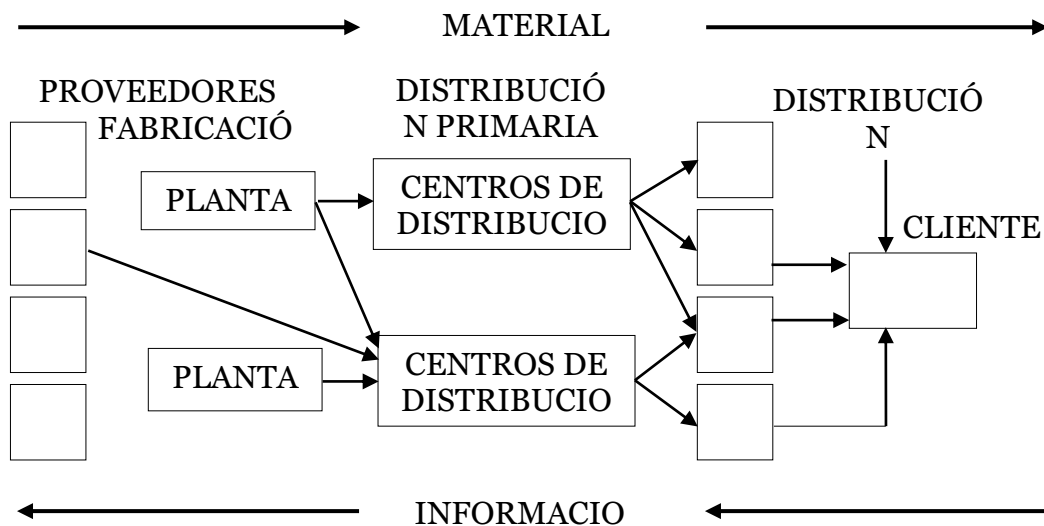 MATERIAL
PROVEEDORES
FABRICACIÓ
DISTRIBUCIÓ
N PRIMARIA
DISTRIBUCIÓ
N
PLANTA
CENTROS DE
DISTRIBUCIO
CLIENTE
PLANTA
CENTROS DE
DISTRIBUCIO
INFORMACIO